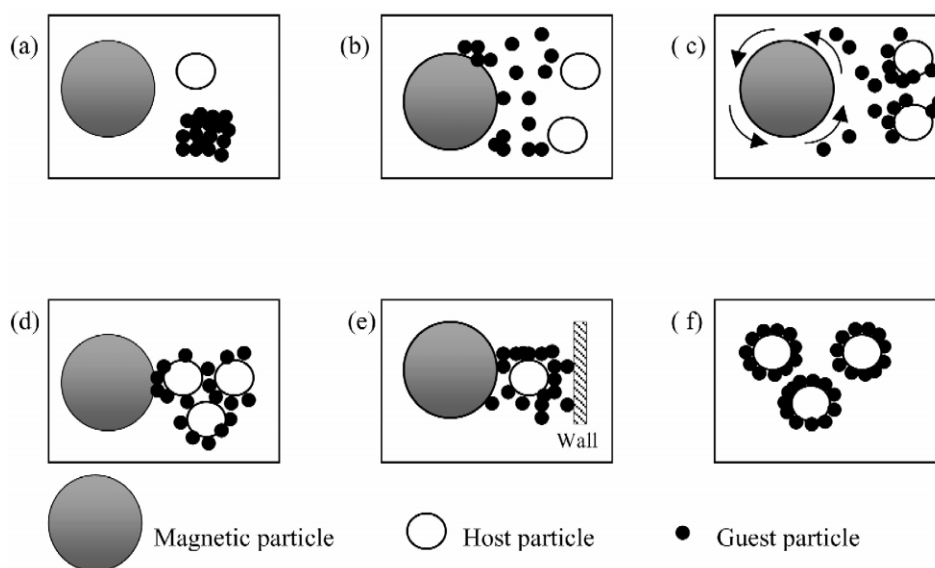 (a)
(b)
( c)
(d)
(e)
( f)
Wall
Magnetic particle
Host particle
Guest particle